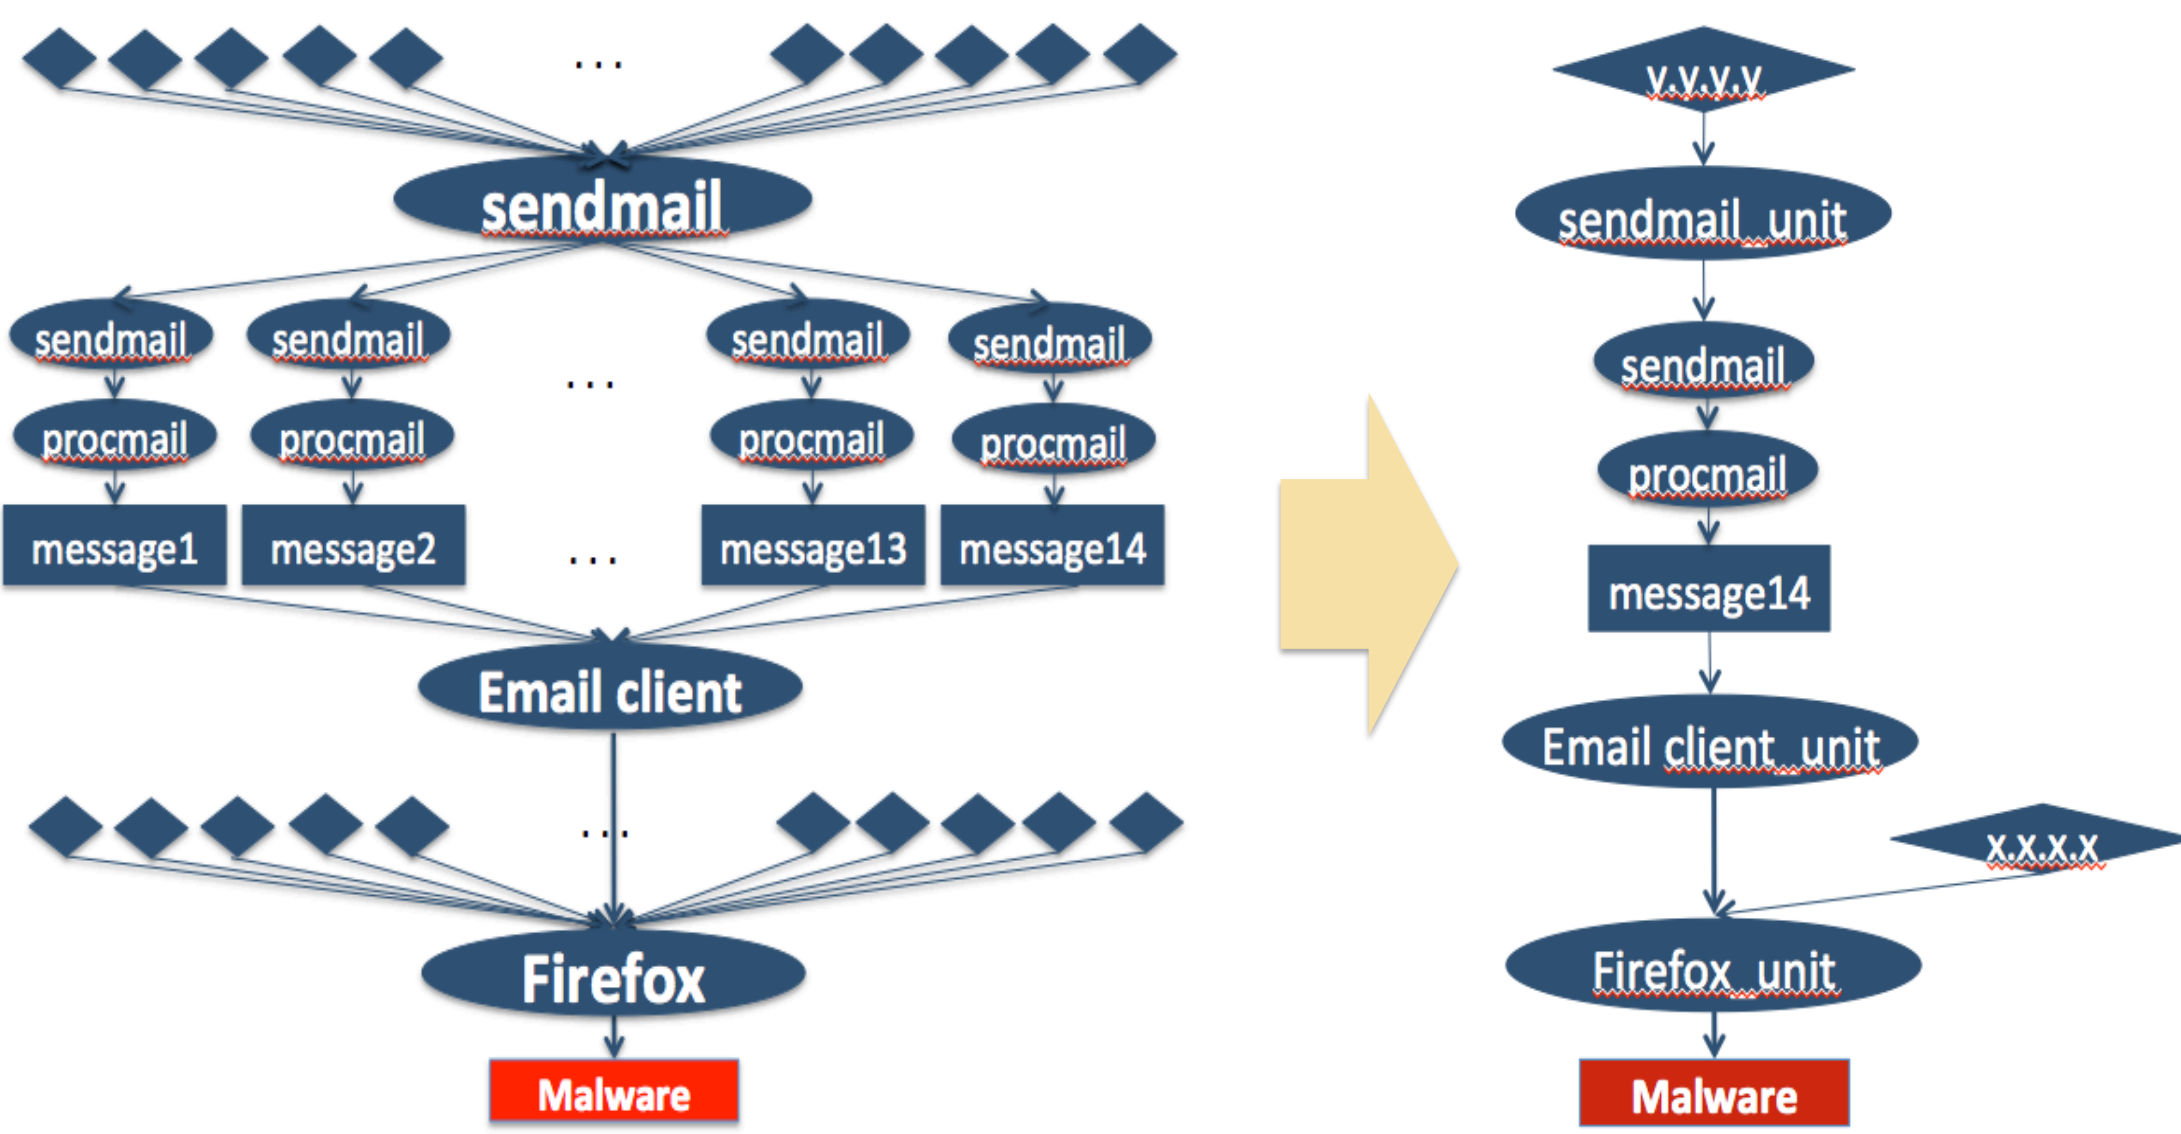 ...
sendmail
sendmail
sendmail
...
sendmail
sendmail
procmail
procmail
procmail
procmail
message1
message2
...
message13
message14
Email client
...
Firefox
Malware
y.y.y.y
sendmail_unit
sendmail
procmail
message14
Email client_unit
x.x.x.x
Firefox_unit
Malware